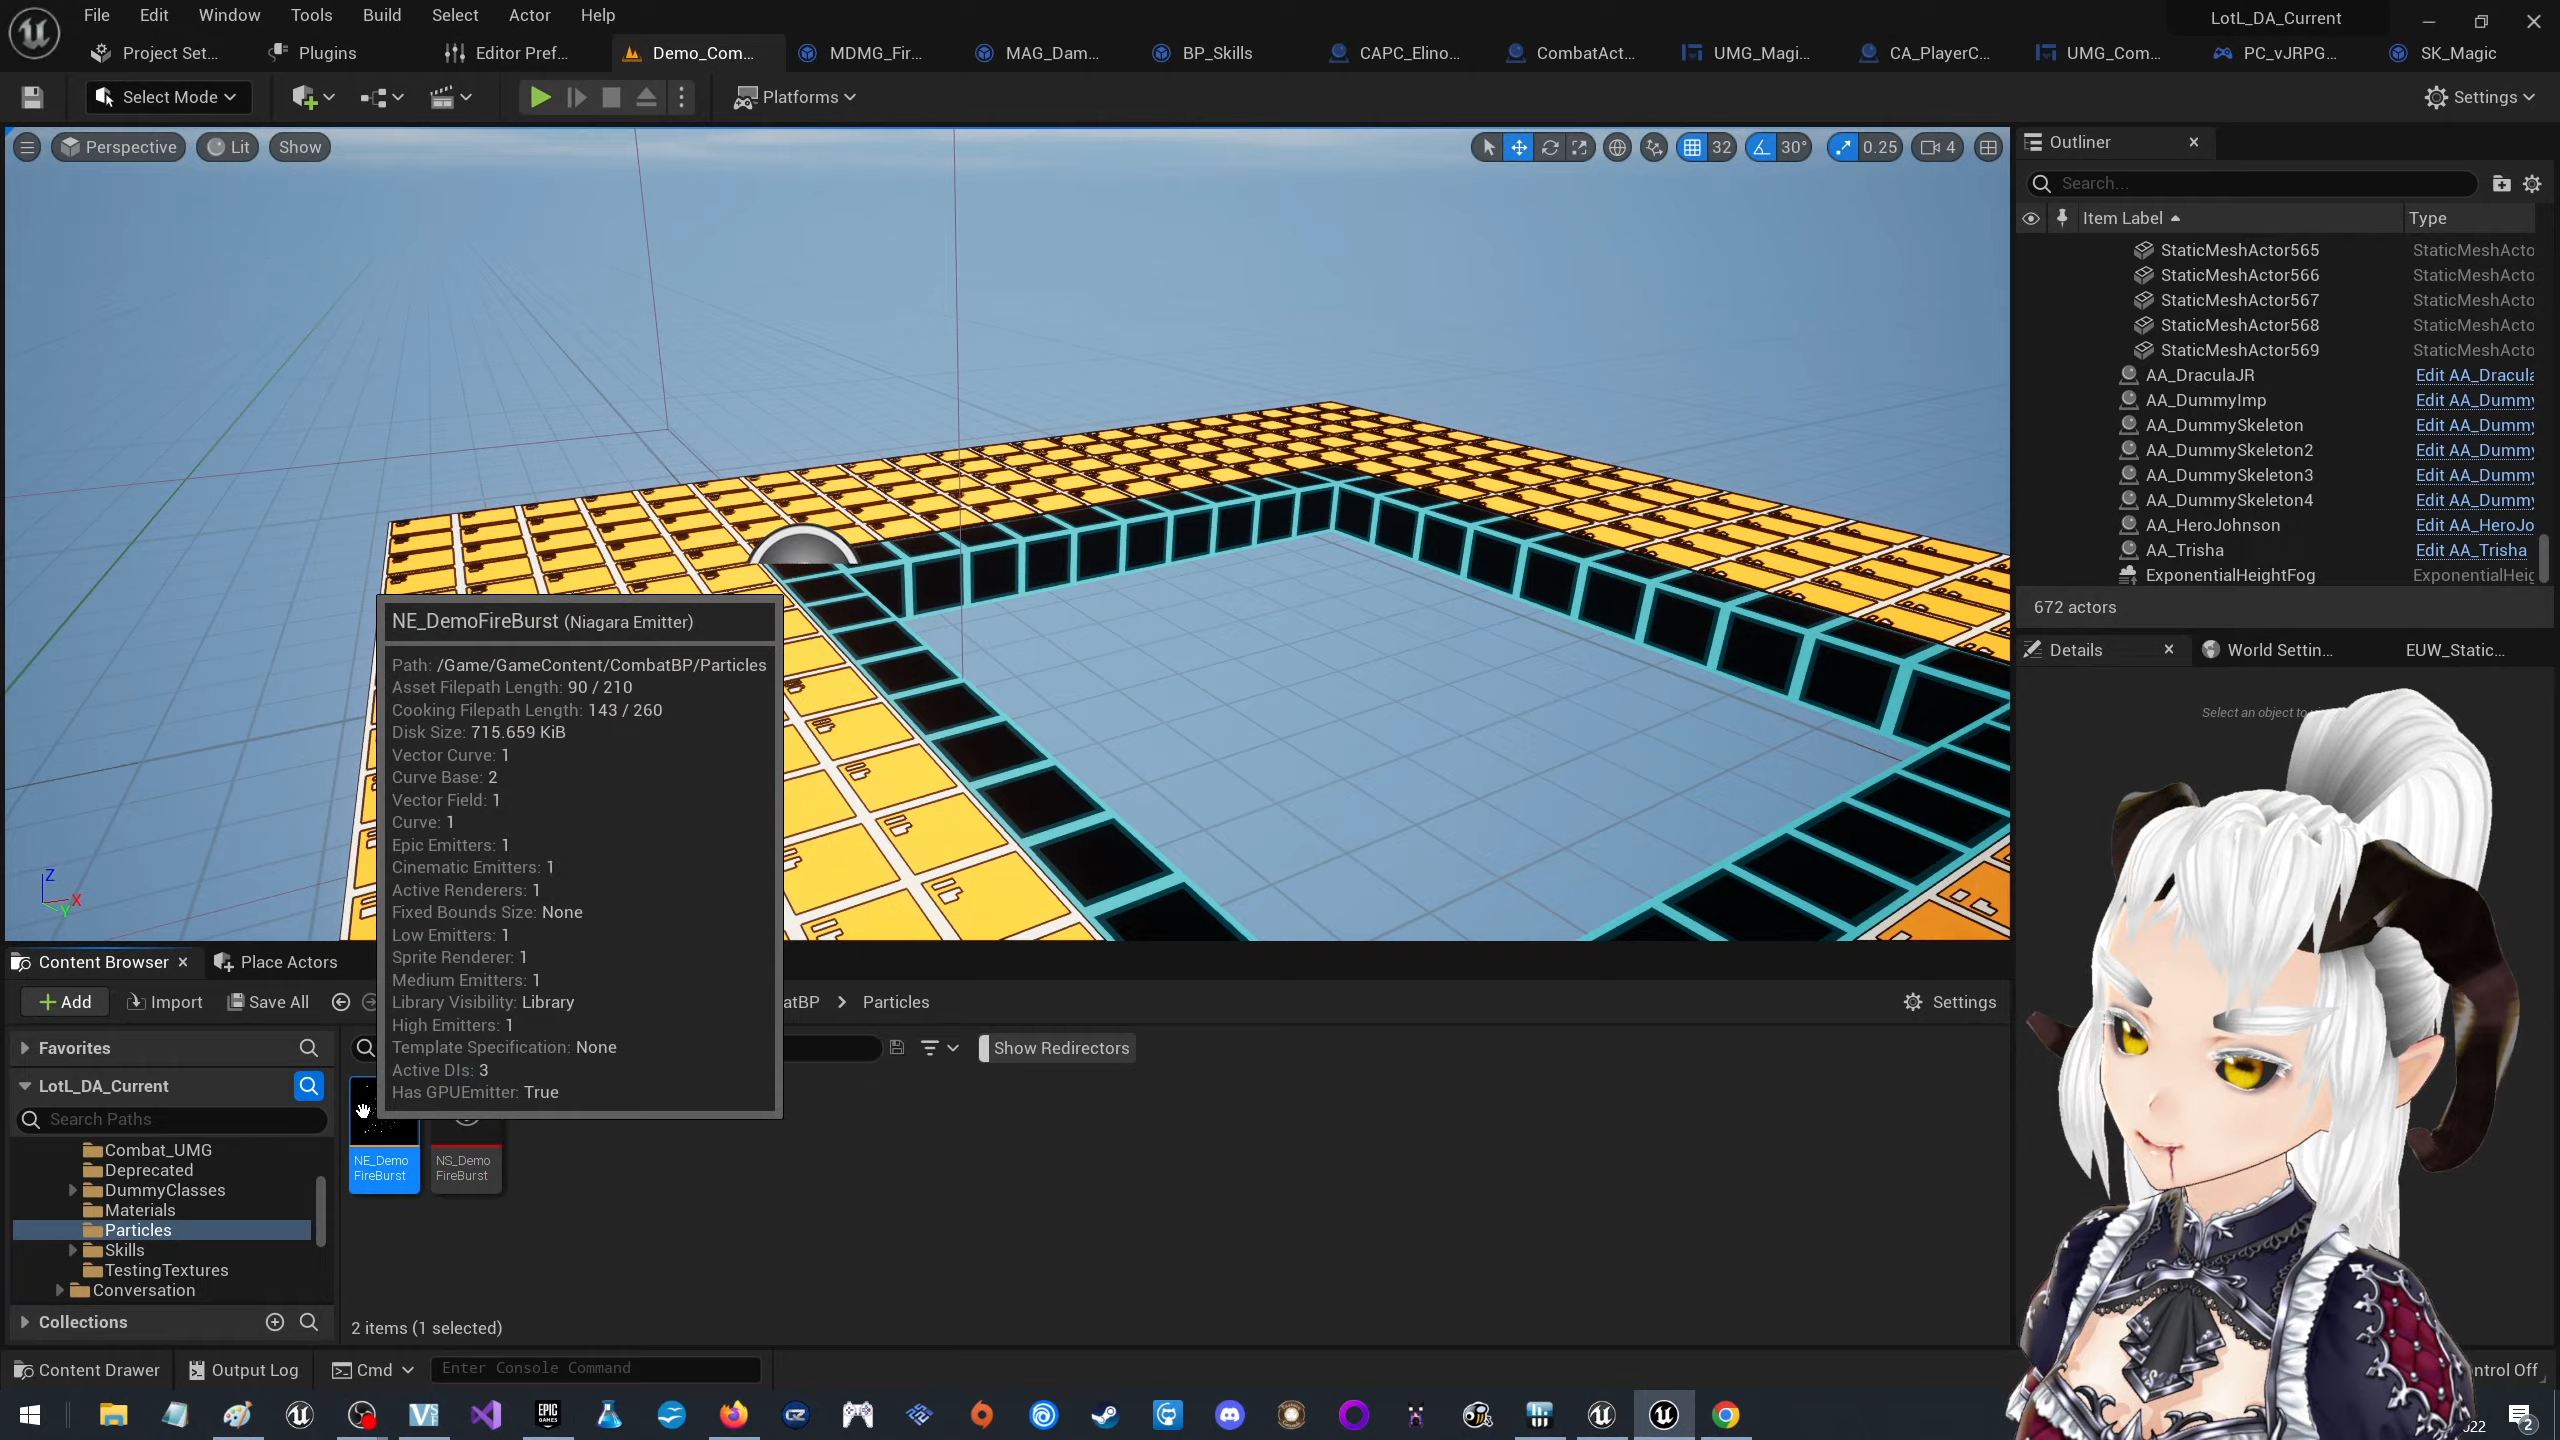 File Edit Window Tools Build Select Actor Help
LotL_DA_Current
Project Set... Plugins Editor Pref... Demo_Com... MDMG_Fir... MAG_Dam... BP_Skills CAPC_Elino... CombatAct... UMG_Magi... CA_PlayerC... UMG_Com... PC_vJRPG... SK_Magic
Select Mode Platforms Settings
Perspective Lit Show 32 30° 0.25 4
Outliner
Search...
Item Label Type
StaticMeshActor565 StaticMeshActo
StaticMeshActor566 StaticMeshActo
StaticMeshActor567 StaticMeshActo
StaticMeshActor568 StaticMeshActo
StaticMeshActor569 StaticMeshActo
AA_DraculaJR Edit AA_Dracula
AA_DummyImp Edit AA_Dummy
AA_DummySkeleton Edit AA_Dummy
AA_DummySkeleton2 Edit AA_Dummy
AA_DummySkeleton3 Edit AA_Dummy
AA_DummySkeleton4 Edit AA_Dummy
AA_HeroJohnson Edit AA_HeroJo
AA_Trisha Edit AA_Trisha
ExponentialHeightFog ExponentialHeig
672 actors
Details World Settin... EUW_Static...
Select an object to
NE_DemoFireBurst (Niagara Emitter)
Path: /Game/GameContent/CombatBP/Particles
Asset Filepath Length: 90 / 210
Cooking Filepath Length: 143 / 260
Disk Size: 715.659 KiB
Vector Curve: 1
Curve Base: 2
Vector Field: 1
Curve: 1
Epic Emitters: 1
Cinematic Emitters: 1
Active Renderers: 1
Fixed Bounds Size: None
Low Emitters: 1
Sprite Renderer: 1
Medium Emitters: 1
Library Visibility: Library
High Emitters: 1
Template Specification: None
Active DIs: 3
Has GPUEmitter: True
Z
X
Y
Content Browser Place Actors
Add Import Save All atBP Particles Settings
Favorites
Show Redirectors
LotL_DA_Current
Search Paths
Combat_UMG
Deprecated
DummyClasses
Materials
Particles
Skills
TestingTextures
Conversation
Collections
NE_Demo
FireBurst
NS_Demo
FireBurst
2 items (1 selected)
Content Drawer Output Log Cmd Enter Console Command
ntrol Off
EPIC
GAMES
022
2